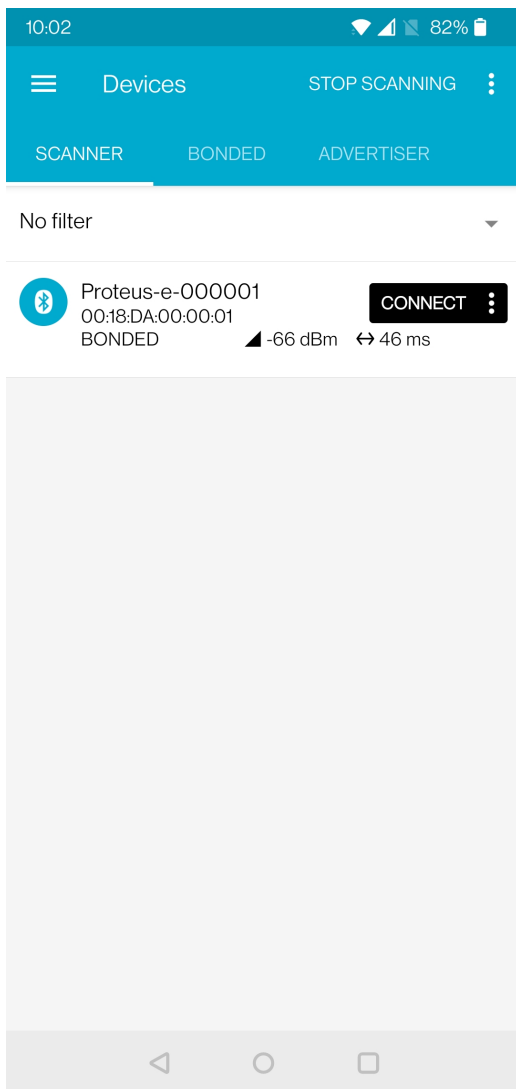 10:02 82%
Devices STOP SCANNING
SCANNER BONDED ADVERTISER
No filter
Proteus-e-000001
CONNECT
00:18:DA:00:00:01
BONDED -66 dBm 46 ms